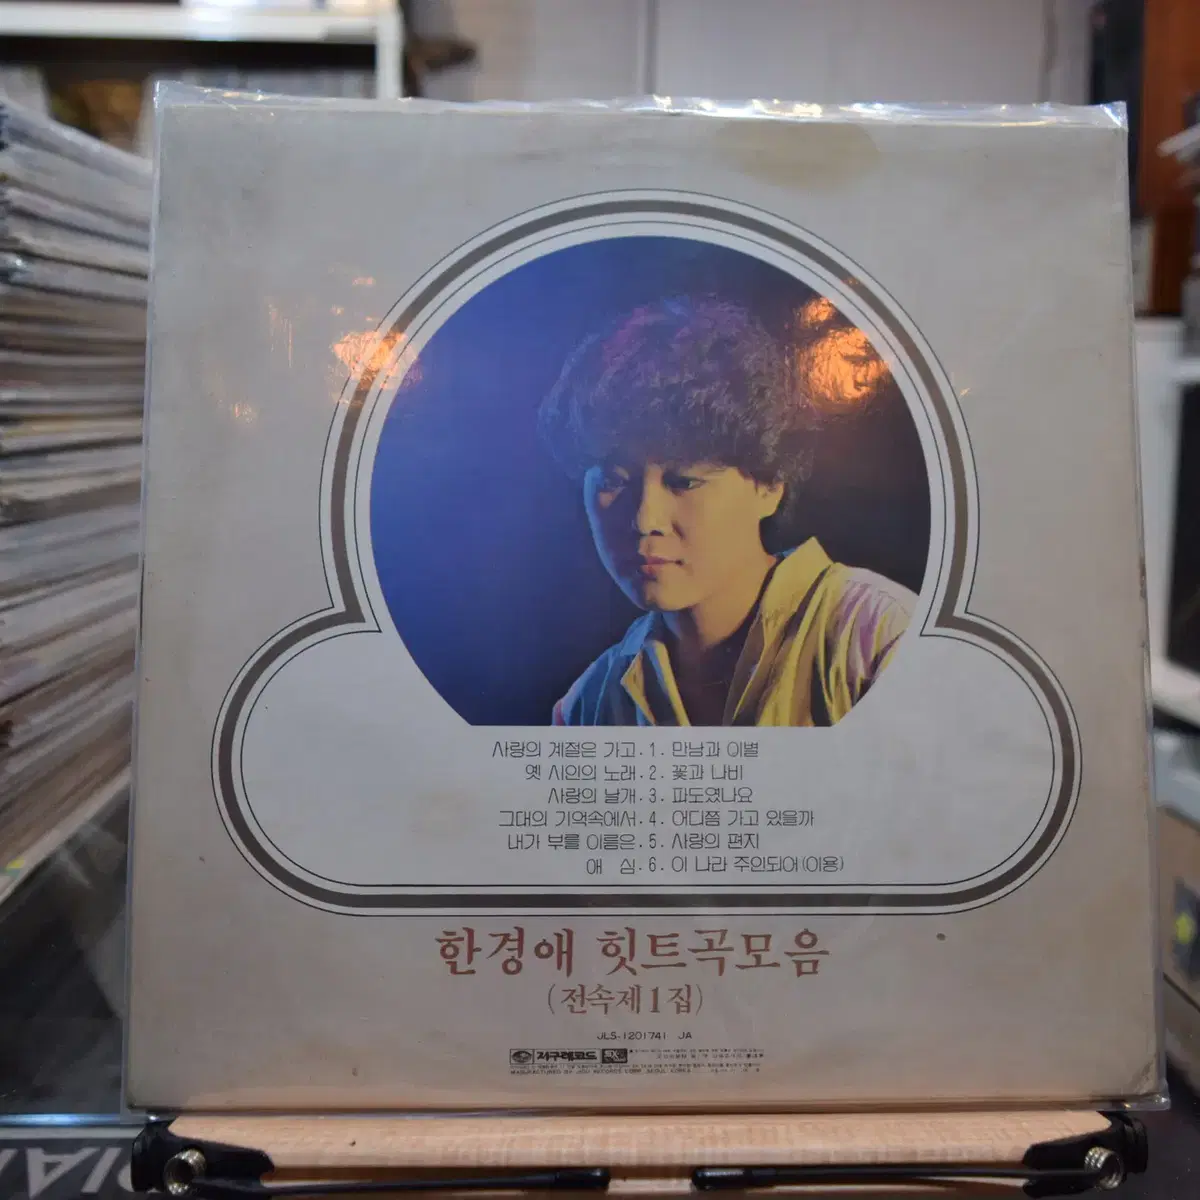 사랑의 계절은 가고. 1. 만남과 이별
옛 시인의 노래. 2. 꽃과 나비
사랑의 날개. 3. 파도였나요
그대의 기억속에서. 4. 어디쯤 가고 있을까
내가 부를 이름은. 5. 사랑의 편지
애 심. 6. 이 나라 주인되어(이용)
한경애 힛트곡모음
(전속제1집)
JLS-1201741 JA
지구레코드
MANUFACTURED BY JIGU RECORDS CORP. SEOUL KOREA
DIA